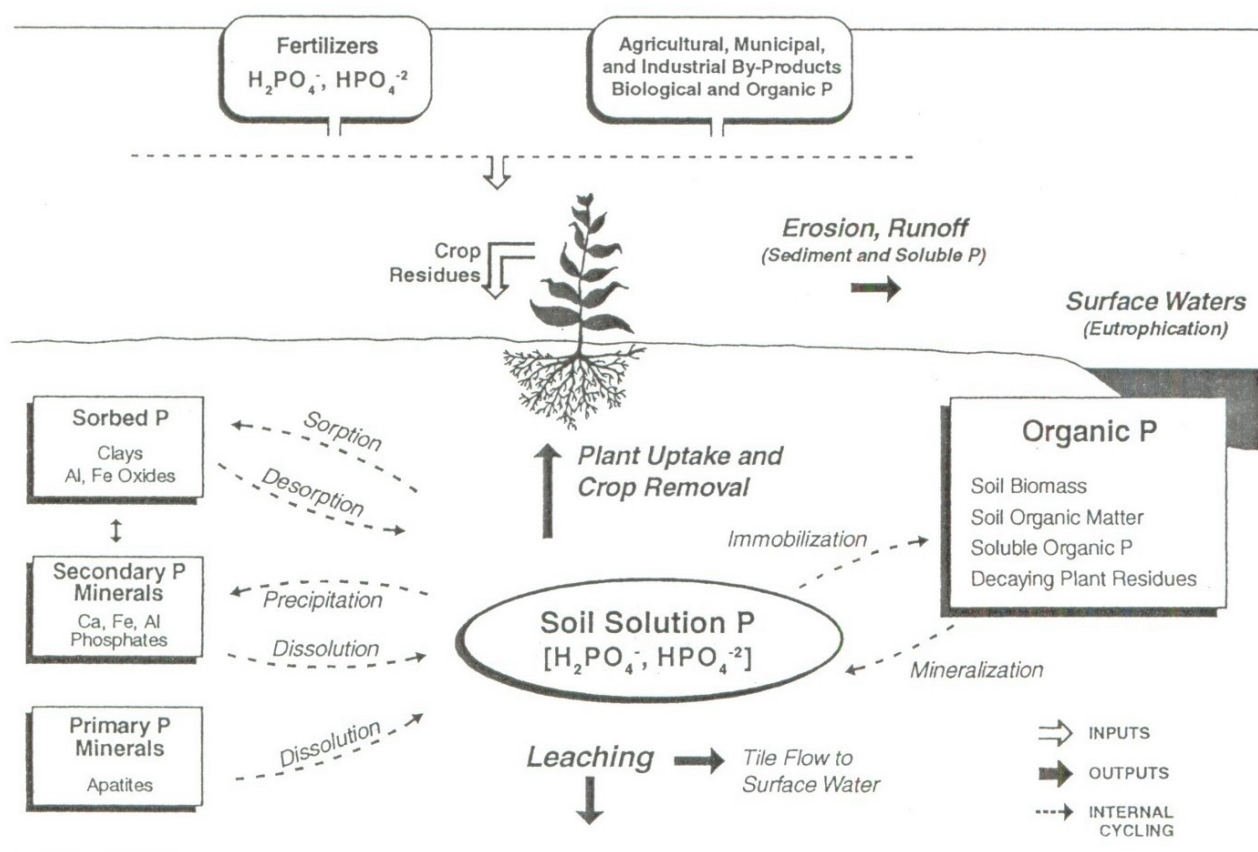 Fertilizers
H₂PO₄⁻, HPO₄⁻²
Agricultural, Municipal,
and Industrial By-Products
Biological and Organic P
Crop
Residues
Erosion, Runoff
(Sediment and Soluble P)
Surface Waters
(Eutrophication)
Sorbed P
Clays
Al, Fe Oxides
Sorption
Desorption
Plant Uptake and
Crop Removal
Organic P
Soil Biomass
Soil Organic Matter
Soluble Organic P
Decaying Plant Residues
Immobilization
Secondary P
Minerals
Ca, Fe, Al
Phosphates
Precipitation
Dissolution
Soil Solution P
[H₂PO₄⁻, HPO₄⁻²]
Mineralization
Primary P
Minerals
Apatites
Dissolution
Leaching
Tile Flow to
Surface Water
INPUTS
OUTPUTS
INTERNAL
CYCLING